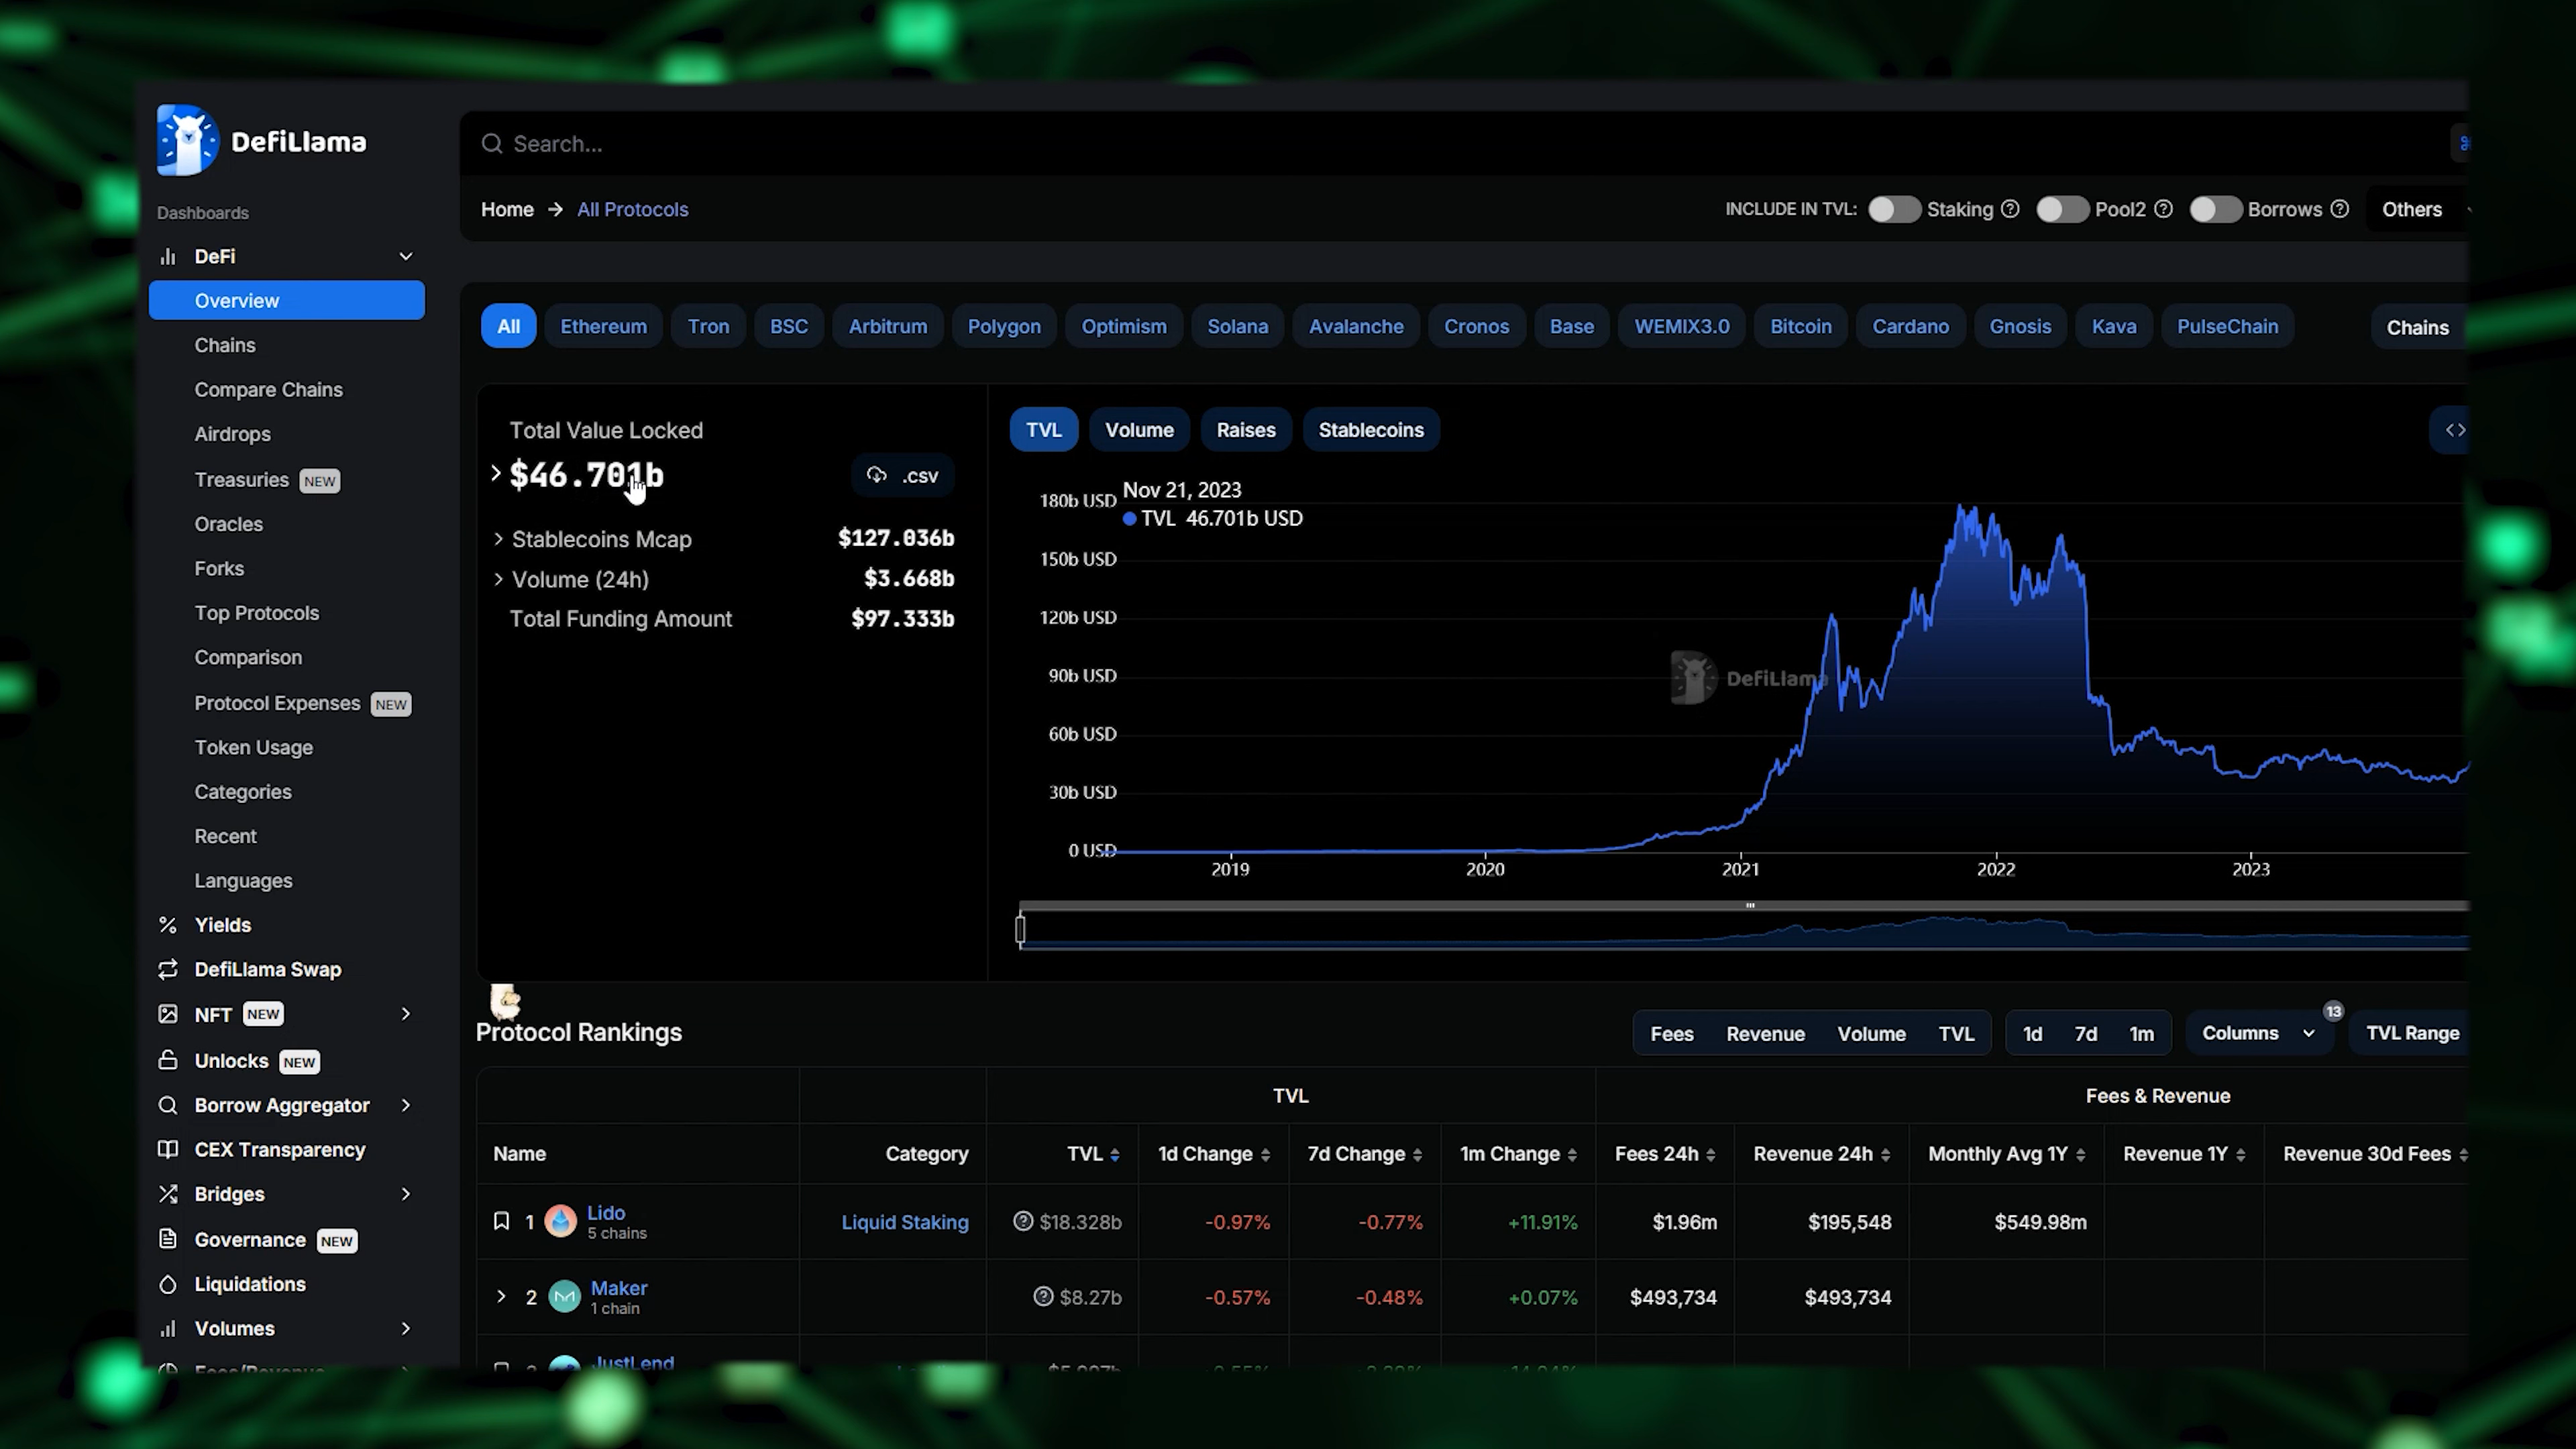 DefiLlama
Search...
Home → All Protocols
INCLUDE IN TVL: Staking Pool2 Borrows Others
Dashboards
DeFi
Overview
Chains
Compare Chains
Airdrops
Treasuries NEW
Oracles
Forks
Top Protocols
Comparison
Protocol Expenses NEW
Token Usage
Categories
Recent
Languages
Yields
DefiLlama Swap
NFT NEW
Unlocks NEW
Borrow Aggregator
CEX Transparency
Bridges
Governance NEW
Liquidations
Volumes
Fees/Revenue
All Ethereum Tron BSC Arbitrum Polygon Optimism Solana Avalanche Cronos Base WEMIX3.0 Bitcoin Cardano Gnosis Kava PulseChain Chains
Total Value Locked
$46.701b .csv
Stablecoins Mcap $127.036b
Volume (24h) $3.668b
Total Funding Amount $97.333b
TVL Volume Raises Stablecoins
Nov 21, 2023
TVL 46.701b USD
180b USD
150b USD
120b USD
90b USD
60b USD
30b USD
0 USD
DefiLlama
2019 2020 2021 2022 2023
Protocol Rankings
Fees Revenue Volume TVL 1d 7d 1m Columns 13 TVL Range
TVL Fees & Revenue
Name Category TVL 1d Change 7d Change 1m Change Fees 24h Revenue 24h Monthly Avg 1Y Revenue 1Y Revenue 30d Fees
1 Lido Liquid Staking $18.328b -0.97% -0.77% +11.91% $1.96m $195,548 $549.98m
5 chains
2 Maker $8.27b -0.57% -0.48% +0.07% $493,734 $493,734
1 chain
JustLend